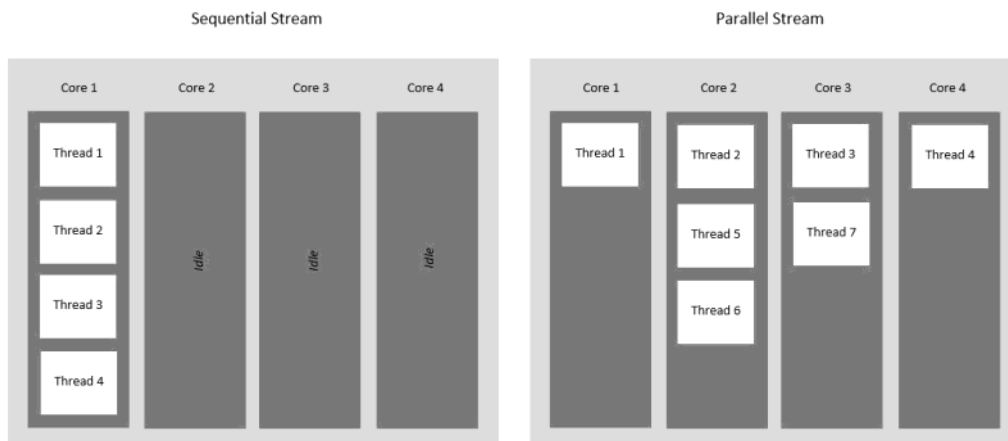 Sequential Stream
Parallel Stream
Core 1 Core 2 Core 3 Core 4
Thread 1
Thread 2
Thread 3
Thread 4
Idle
Idle
Idle
Core 1 Core 2 Core 3 Core 4
Thread 1 Thread 2 Thread 3 Thread 4
Thread 5 Thread 7
Thread 6